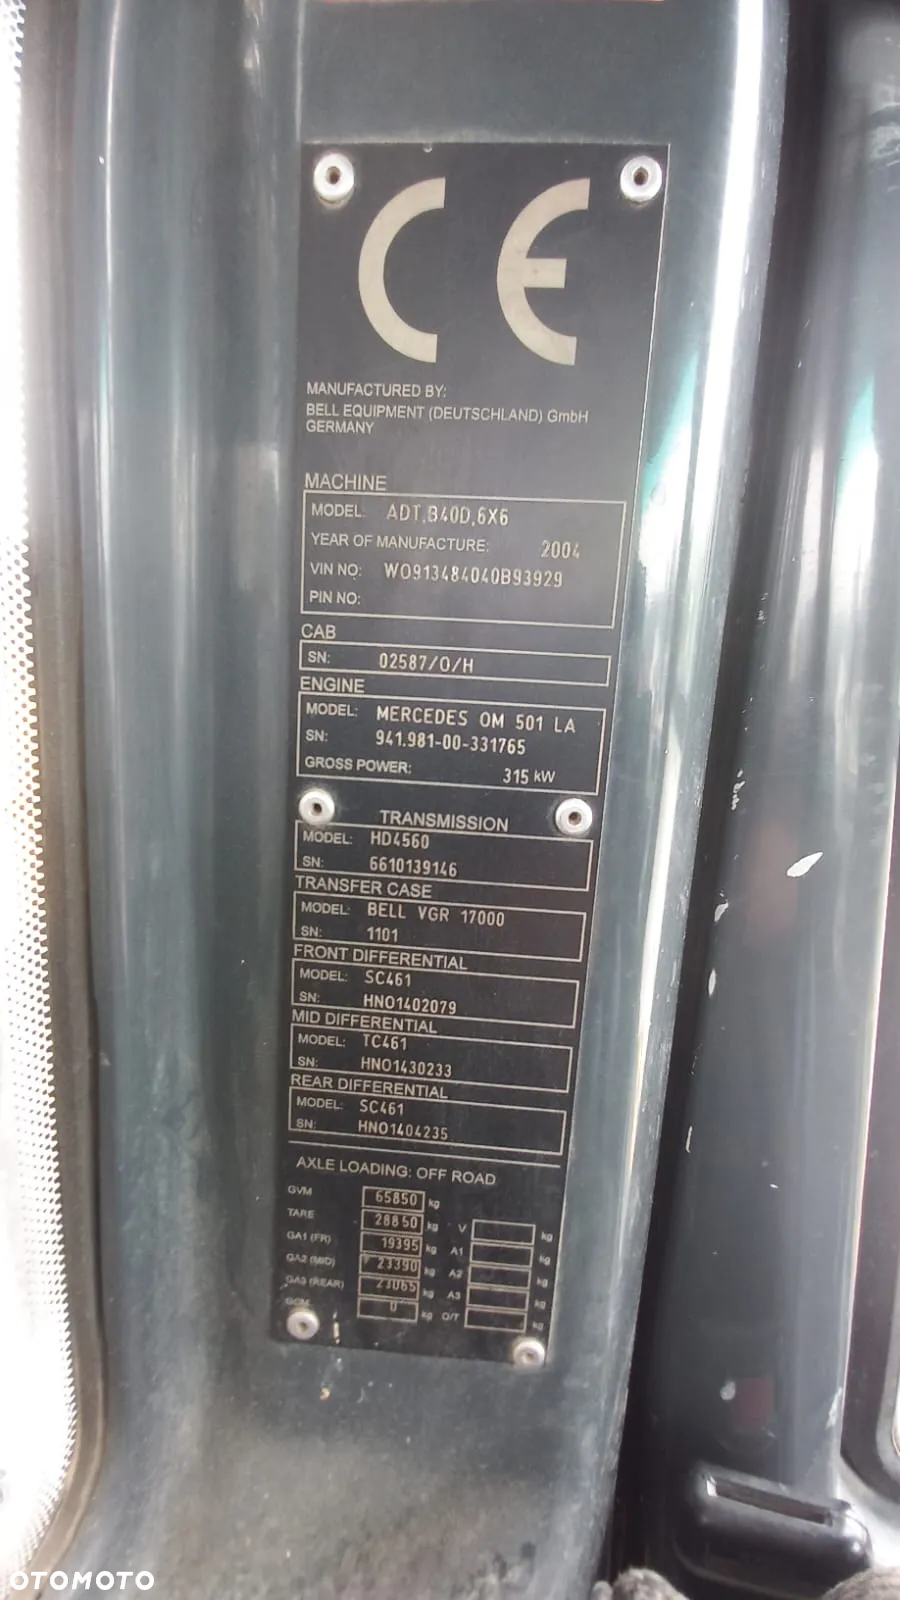 CE
MANUFACTURED BY:
BELL EQUIPMENT (DEUTSCHLAND) GmbH
GERMANY
MACHINE
MODEL: ADT,B40D,6X6
YEAR OF MANUFACTURE: 2004
VIN NO: WO913484040B93929
PIN NO:
CAB
SN: 02587/0/H
ENGINE
MODEL: MERCEDES OM 501 LA
SN: 941.981-00-331765
GROSS POWER: 315 kW
TRANSMISSION
MODEL: HD4560
SN: 6610139146
TRANSFER CASE
MODEL: BELL VGR 17000
SN: 1101
FRONT DIFFERENTIAL
MODEL: SC461
SN: HNO1402079
MID DIFFERENTIAL
MODEL: TC461
SN: HNO1430233
REAR DIFFERENTIAL
MODEL: SC461
SN: HNO1404235
AXLE LOADING: OFF ROAD
GVM 65850 kg
TARE 28850 kg V kg
GA1 (FR) 19395 kg A1 kg
GA2 (MID) 23390 kg A2 kg
GA3 (REAR) 23065 kg A3 kg
GCM 0 kg O/T kg
OTOMOTO